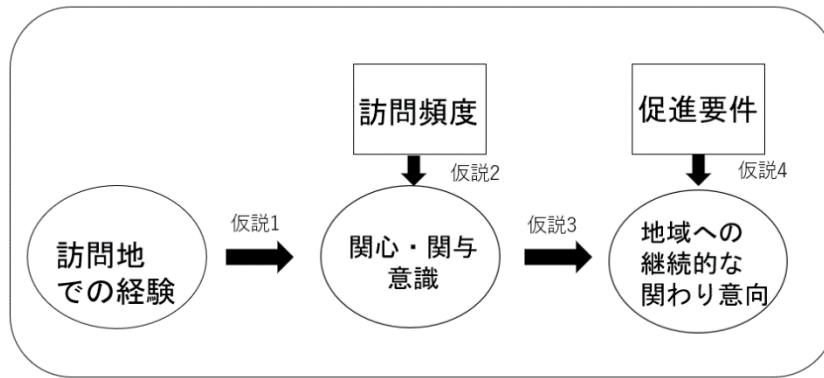 訪問頻度
促進要件
仮説2
仮説4
仮説1
仮説3
訪問地
での経験
関心・関与
意識
地域への
継続的な
関わり意向